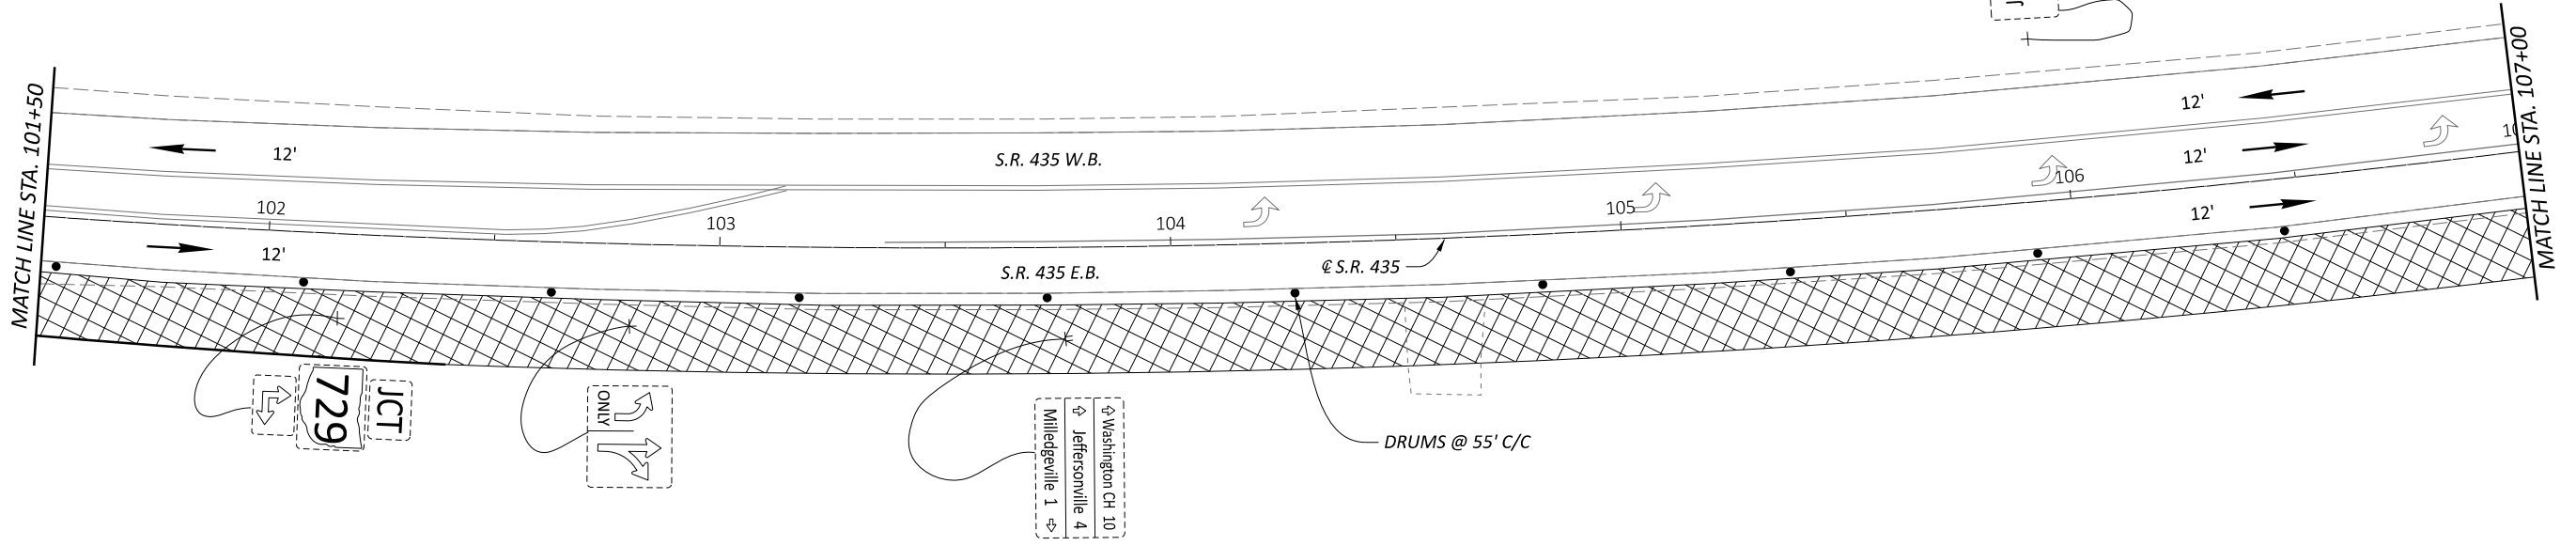 MATCH LINE STA. 101+50
12'
S.R. 435 W.B.
12'
12'
102
103
104
105
106
10
12'
12'
S.R. 435 E.B.
℄ S.R. 435
MATCH LINE STA. 107+00
JCT
729
ONLY
⇧ Washington CH 10
⇧ Jeffersonville 4
Milledgeville 1 ⇨
DRUMS @ 55' C/C